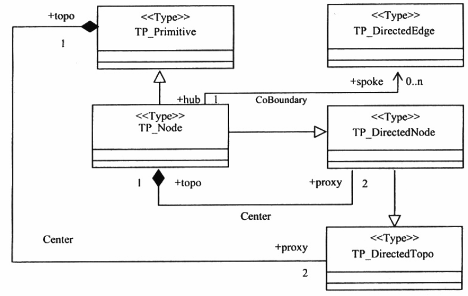 +topo
1
<<Type>>
TP_Primitive
<<Type>>
TP_DirectedEdge
+spoke
0..n
+hub
1
CoBoundary
<<Type>>
TP_Node
<<Type>>
TP_DirectedNode
1
+topo
+proxy
2
Center
Center
+proxy
2
<<Type>>
TP_DirectedTopo